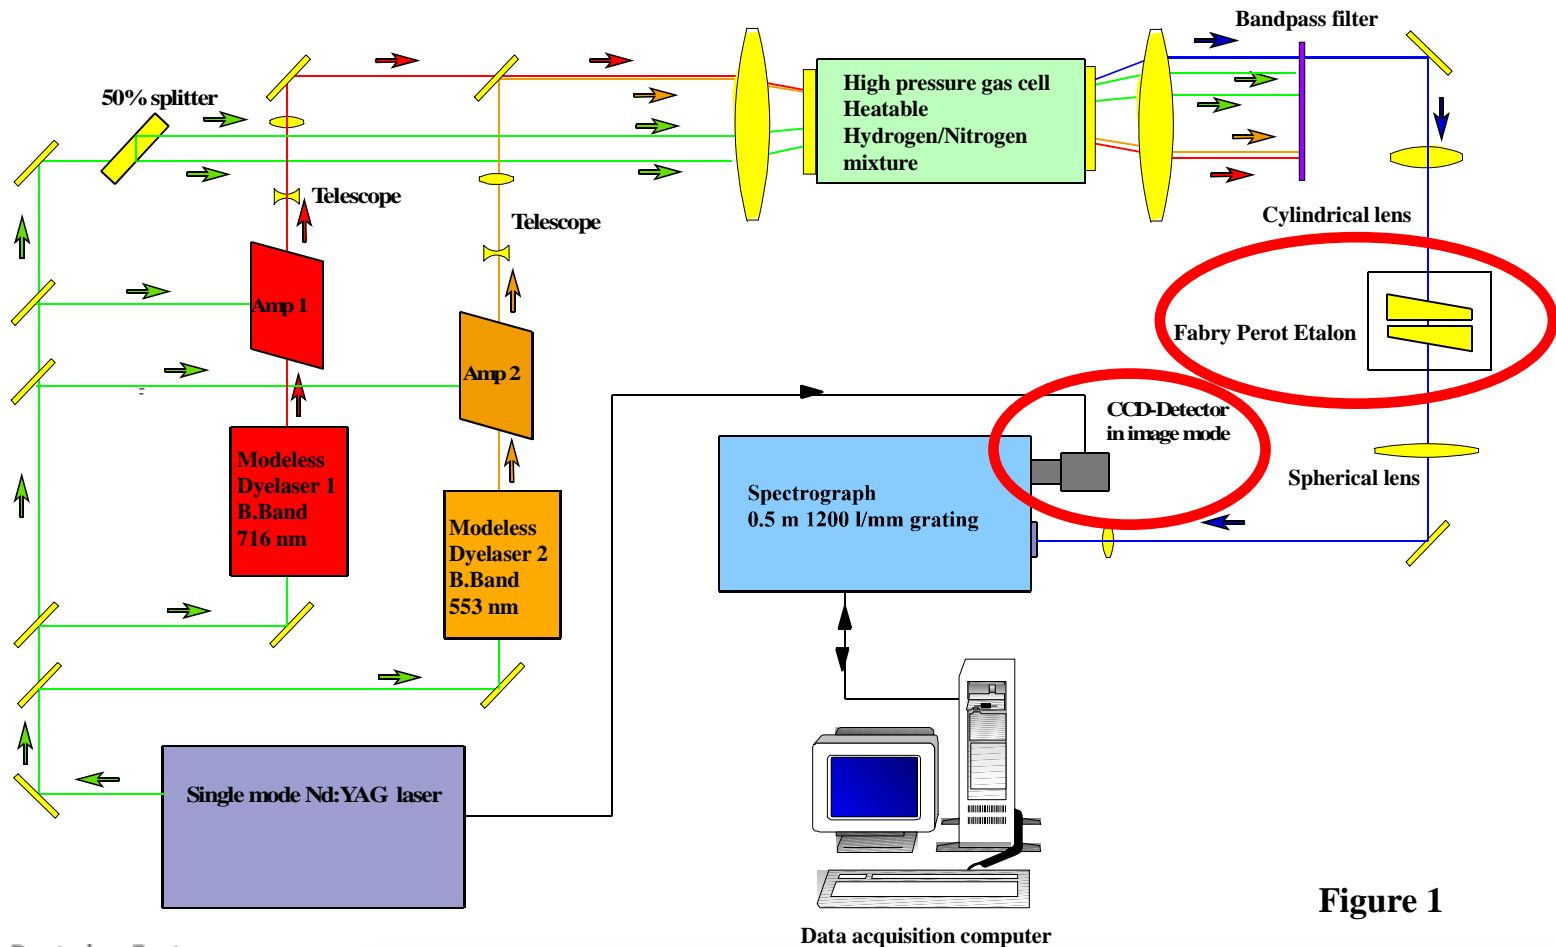 Bandpass filter
50% splitter
High pressure gas cell
Heatable
Hydrogen/Nitrogen
mixture
Telescope
Telescope
Cylindrical lens
Amp 1
Fabry Perot Etalon
Amp 2
CCD-Detector
in image mode
Modeless
Dyelaser 1
B.Band
716 nm
Spherical lens
Spectrograph
0.5 m 1200 l/mm grating
Modeless
Dyelaser 2
B.Band
553 nm
Single mode Nd:YAG laser
Figure 1
Data acquisition computer